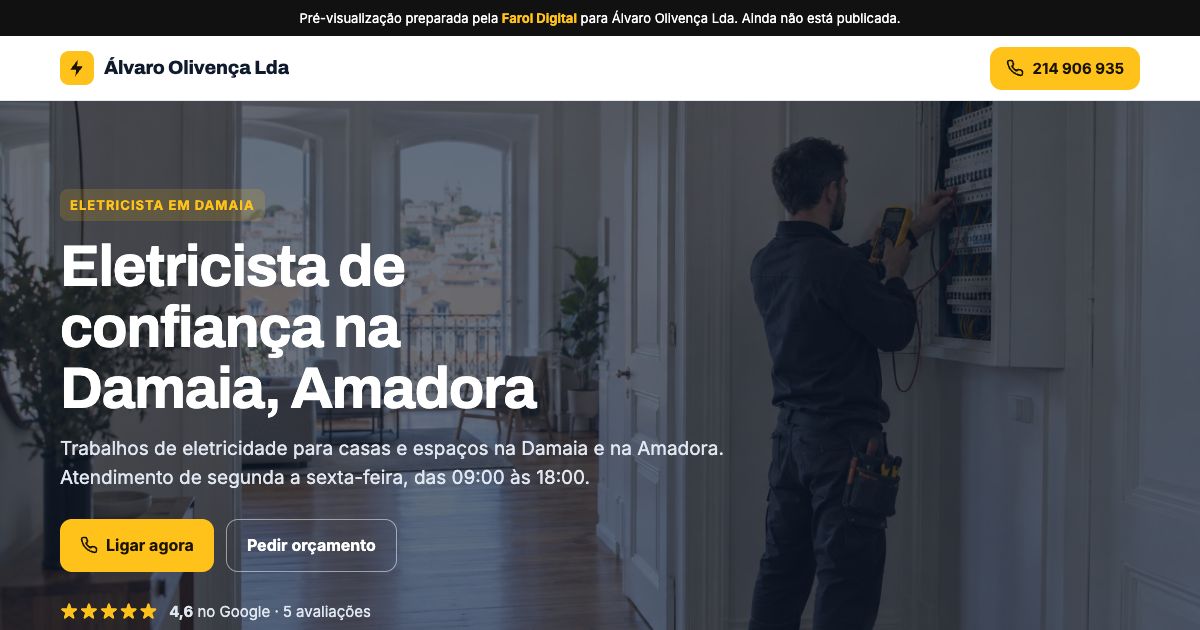 Pré-visualização preparada pela Farol Digital para Álvaro Olivença Lda. Ainda não está publicada.
Álvaro Olivença Lda
214 906 935
ELETRICISTA EM DAMAIA
Eletricista de
confiança na
Damaia, Amadora
Trabalhos de eletricidade para casas e espaços na Damaia e na Amadora.
Atendimento de segunda a sexta-feira, das 09:00 às 18:00.
Ligar agora
Pedir orçamento
4,6 no Google · 5 avaliações